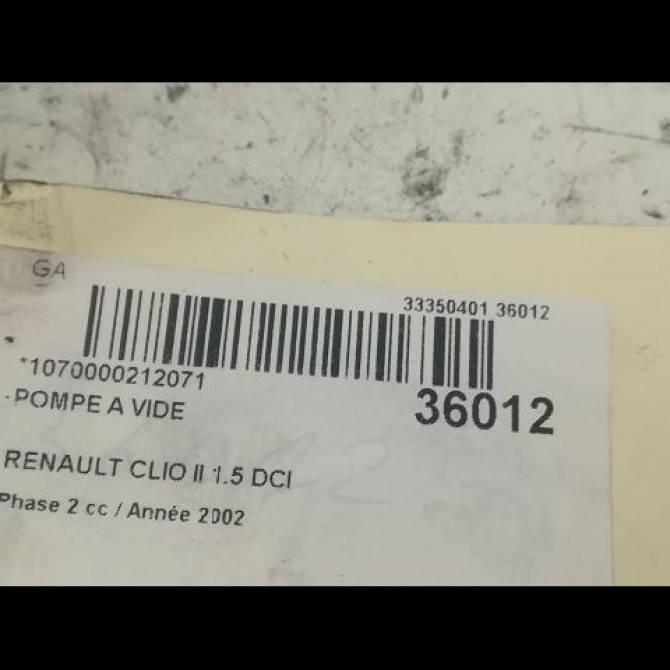 GA
33350401 36012
*1070000212071
36012
-POMPE A VIDE
RENAULT CLIO II 1.5 DCI
Phase 2 cc / Année 2002